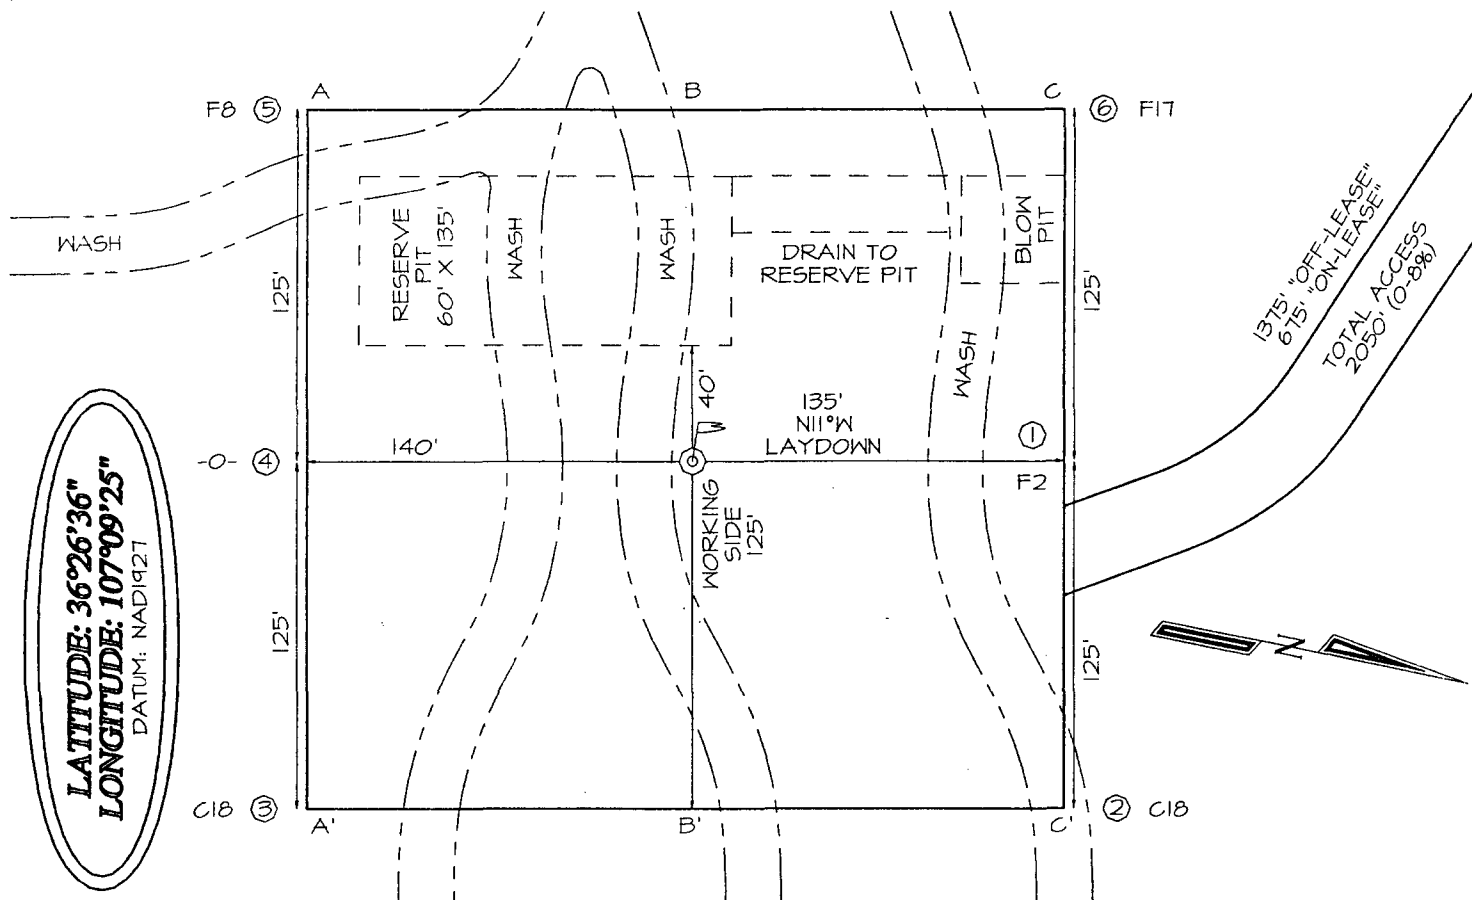 A
B
C
F8 5
6 F17
WASH
RESERVE
PIT
60' X 135'
WASH
WASH
DRAIN TO
RESERVE PIT
BLOW
PIT
125'
125'
1375' "OFF-LEASE"
675' "ON-LEASE"
TOTAL ACCESS
2050' (0-8%)
WASH
40'
135'
N11°W
LAYDOWN
1
-0- 4
140'
F2
WORKING
SIDE
125'
LATITUDE: 36°26'36"
LONGITUDE: 107°09'25"
DATUM: NAD1927
125'
125'
N
C18 3
2 C18
A'
B'
C'